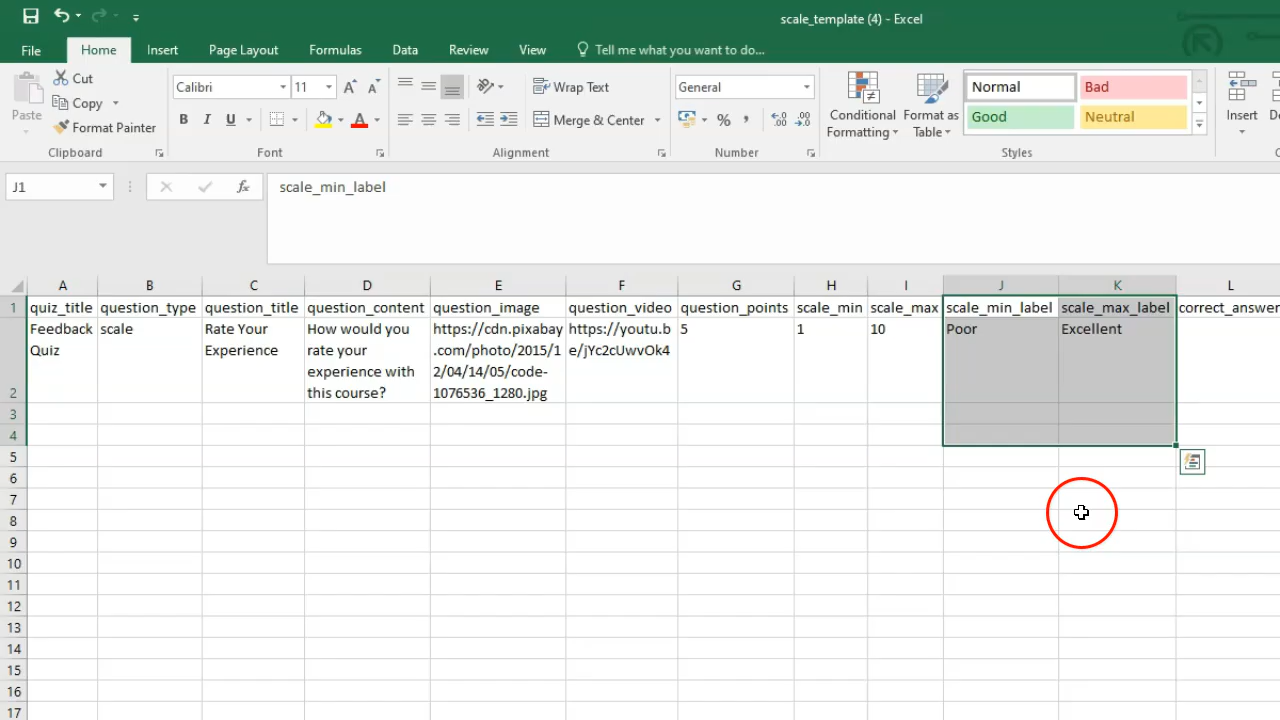 scale_template (4) - Excel
File Home Insert Page Layout Formulas Data Review View Tell me what you want to do...
Paste
Cut
Copy
Format Painter
Clipboard
Calibri 11
B I U
Font
Wrap Text
Merge & Center
Alignment
General
%
Number
Conditional Formatting
Format as Table
Normal Bad
Good Neutral
Styles
Insert
J1 fx scale_min_label
A B C D E F G H I J K L
1 quiz_title question_type question_title question_content question_image question_video question_points scale_min scale_max scale_min_label scale_max_label correct_answer
Feedback scale Rate Your How would you https://cdn.pixabay https://youtu.b 5 1 10 Poor Excellent
Quiz Experience rate your .com/photo/2015/1 e/jYc2cUwvOk4
experience with 2/04/14/05/code-
2 this course? 1076536_1280.jpg
3
4
5
6
7
8
9
10
11
12
13
14
15
16
17